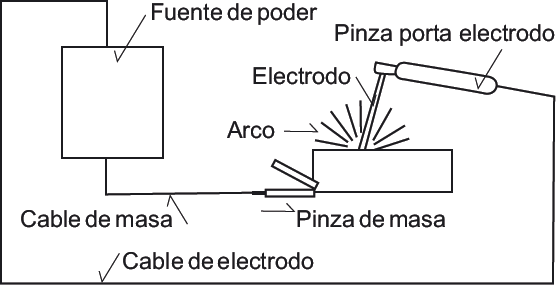 Fuente de poder
Pinza porta electrodo
Electrodo
Arco
Cable de masa
Pinza de masa
Cable de electrodo